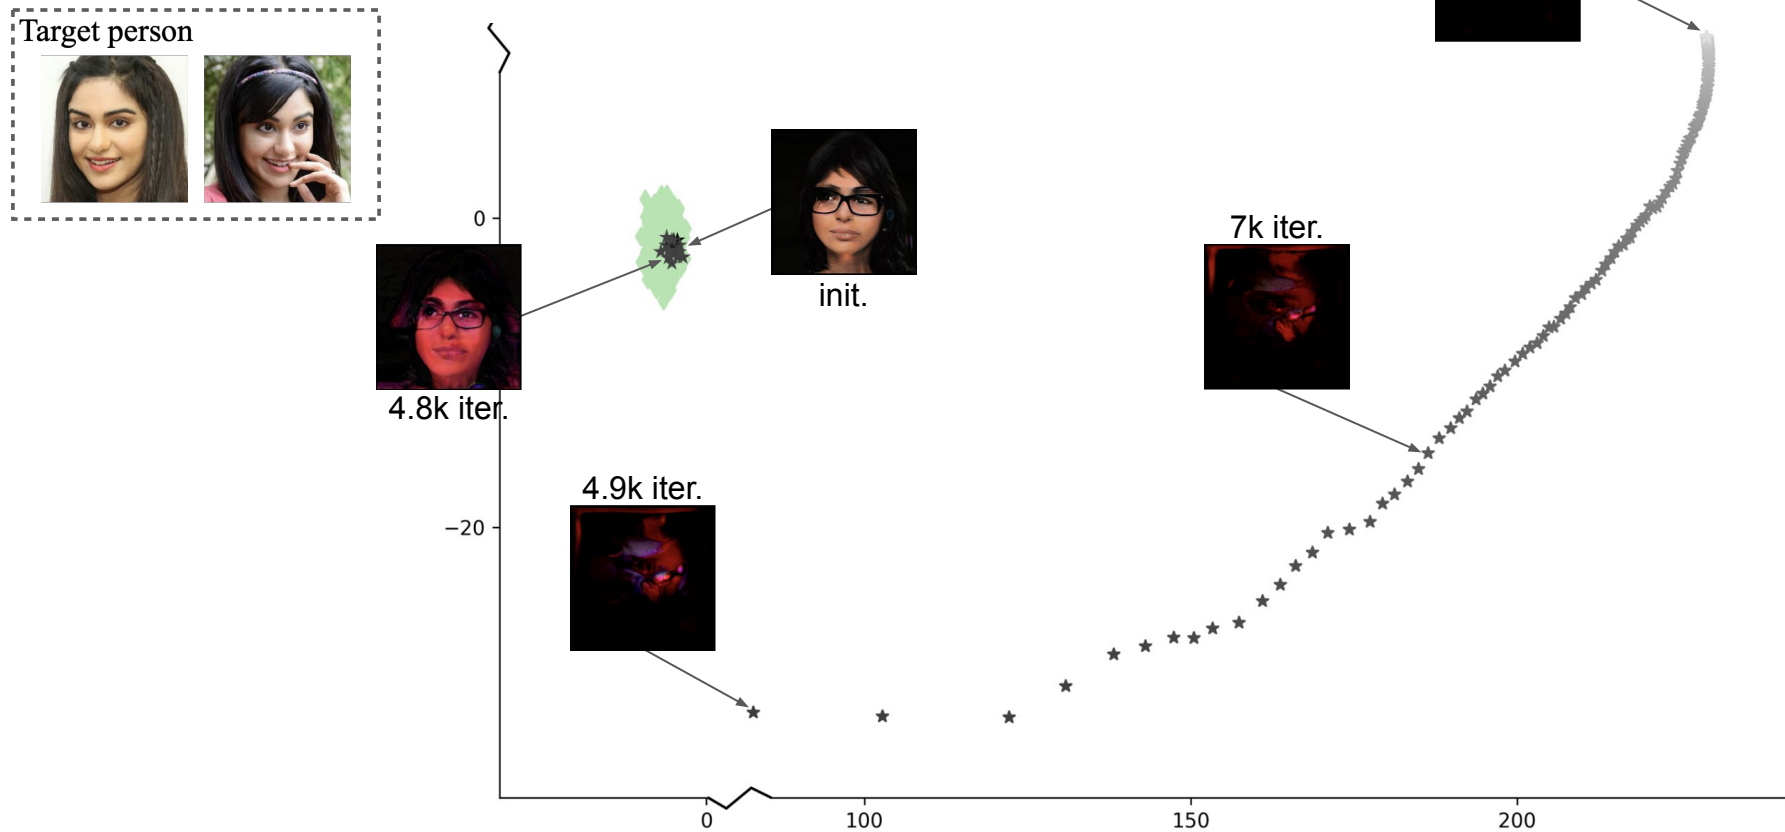 Target person
0
init.
7k iter.
4.8k iter.
4.9k iter.
−20
0
100
150
200